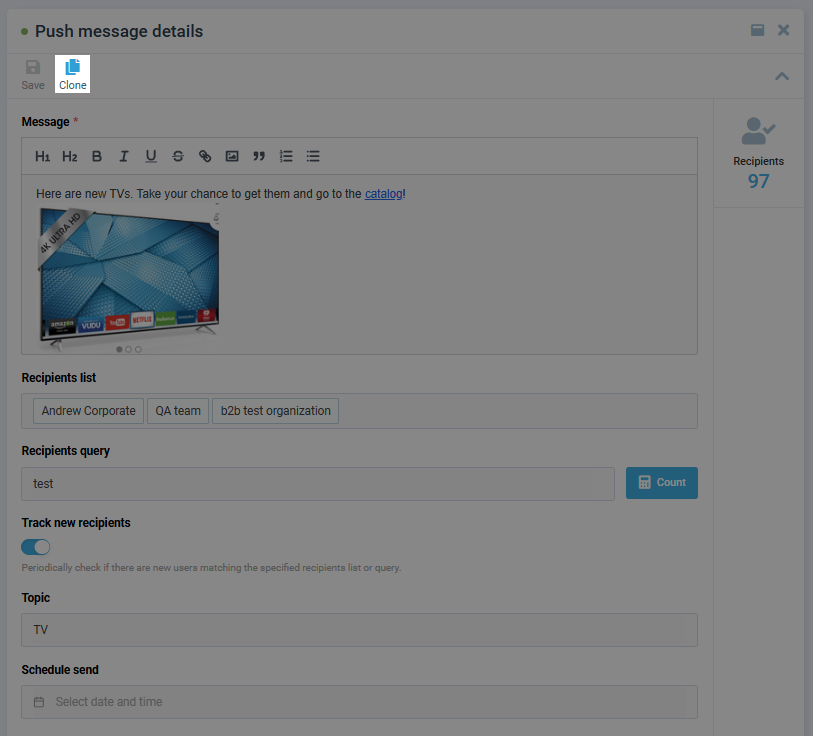 Push message details
Save
Clone
Message *
Recipients
97
H1 H2 B I U S
Here are new TVs. Take your chance to get them and go to the catalog!
4K ULTRA HD
amazon VUDU YouTube NETFLIX
Recipients list
Andrew Corporate QA team b2b test organization
Recipients query
test
Count
Track new recipients
Periodically check if there are new users matching the specified recipients list or query.
Topic
TV
Schedule send
Select date and time